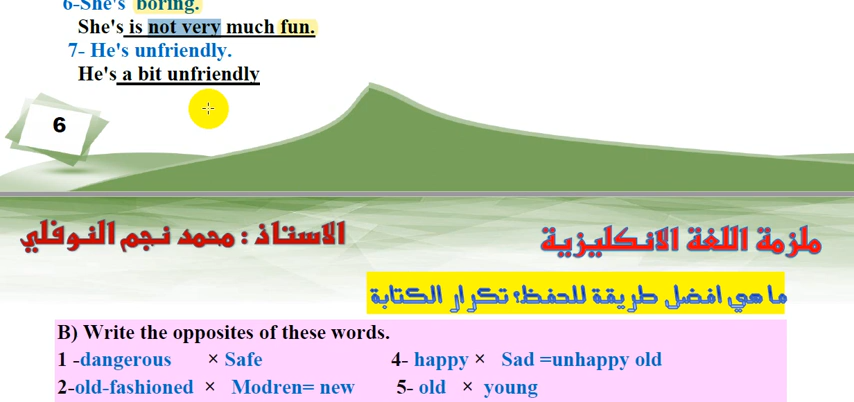 6-She's boring.
She's is not very much fun.
7- He's unfriendly.
He's a bit unfriendly
6
ملزمة اللغة الانكليزية
الاستاذ : محمد نجم النوفلي
ما هي افضل طريقة للحفظ؟ تكرار الكتابة
B) Write the opposites of these words.
1 -dangerous × Safe 4- happy × Sad =unhappy old
2-old-fashioned × Modren= new 5- old × young